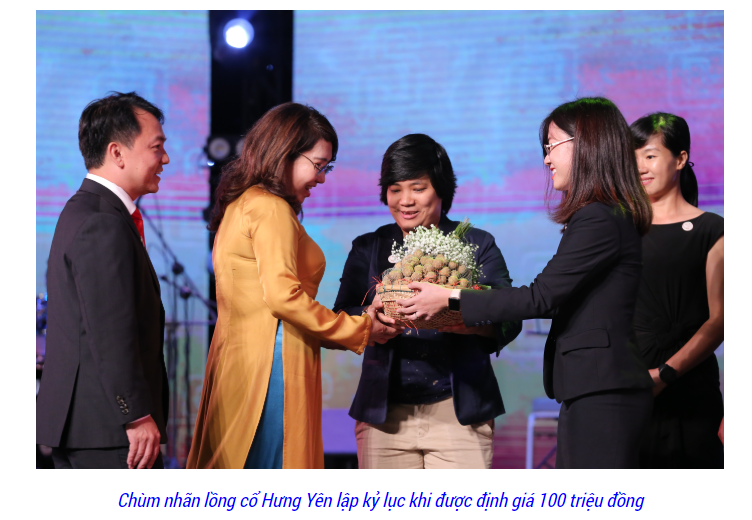 Chùm nhãn lồng cổ Hưng Yên lập kỷ lục khi được định giá 100 triệu đồng